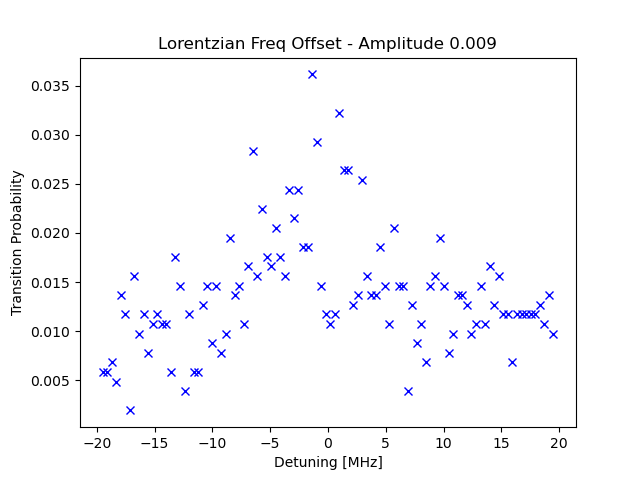 Lorentzian Freq Offset - Amplitude 0.009
Transition Probability
0.035
0.030
0.025
0.020
0.015
0.010
0.005
−20 −15 −10 −5 0 5 10 15 20
Detuning [MHz]